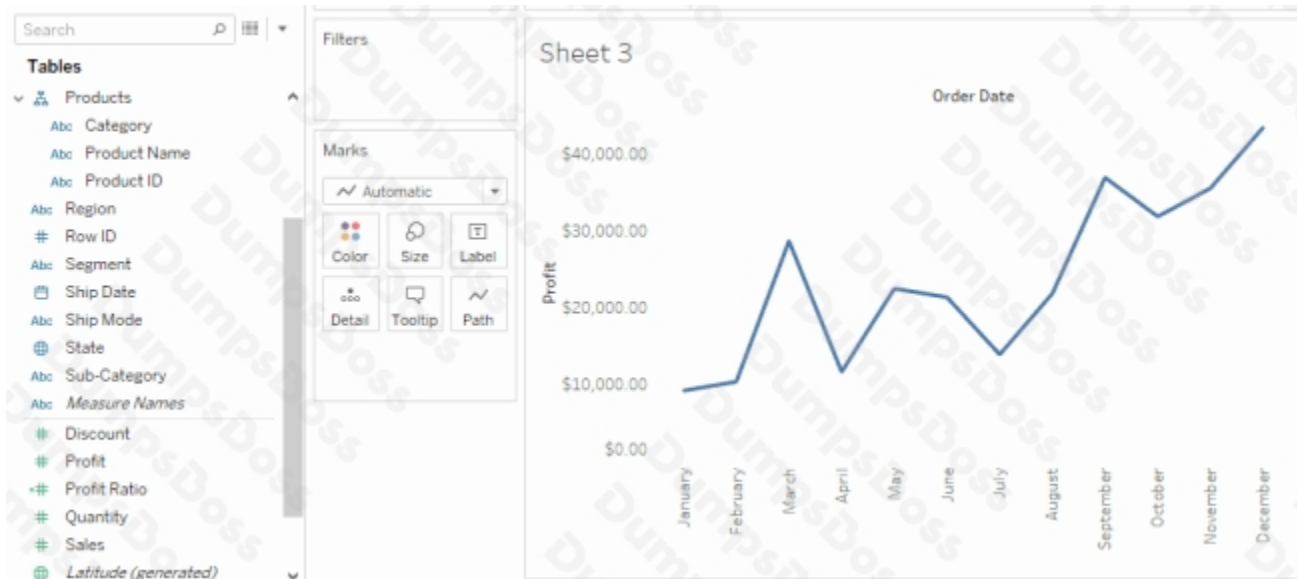 Search
Tables
Products
Abc Category
Abc Product Name
Abc Product ID
Abc Region
# Row ID
Abc Segment
Ship Date
Abc Ship Mode
State
Abc Sub-Category
Abc Measure Names
# Discount
# Profit
=# Profit Ratio
# Quantity
# Sales
Latitude (generated)
Filters
Marks
Automatic
Color Size Label
Detail Tooltip Path
Sheet 3
Order Date
Profit
$40,000.00
$30,000.00
$20,000.00
$10,000.00
$0.00
January
February
March
April
May
June
July
August
September
October
November
December
DumpsDoss